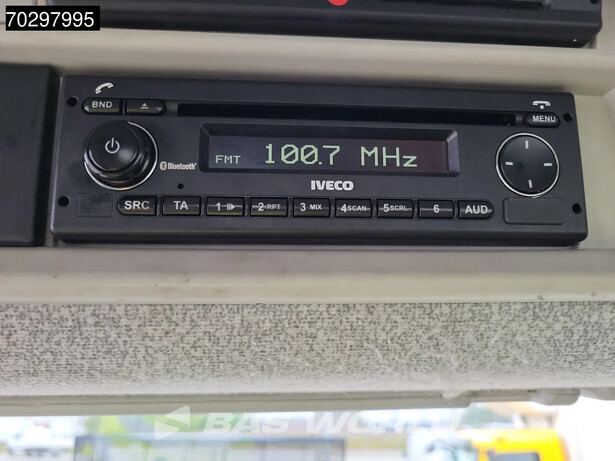 70297995
BND
MENU
FMT 100.7 MHz
Bluetooth
IVECO
SRC TA 1 2 RPT 3 MIX 4 SCAN 5 SCRL 6 AUD
BAS WORLD